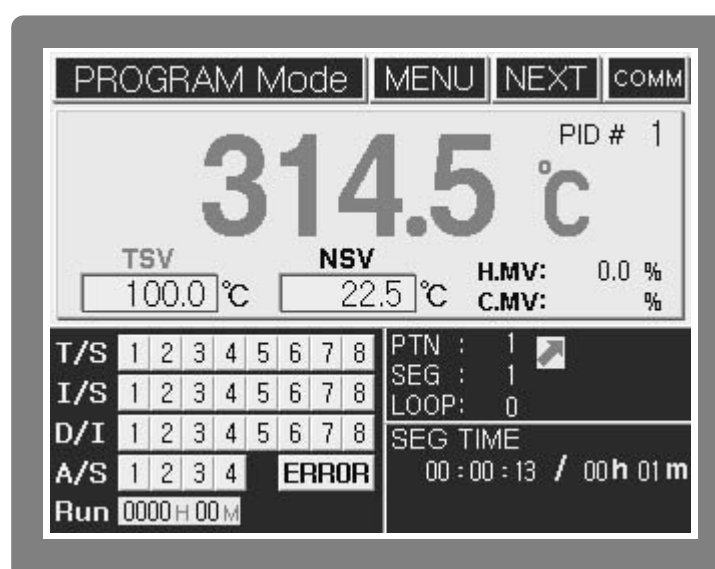 PROGRAM Mode MENU NEXT COMM
PID # 1
314.5 ℃
TSV NSV
100.0 ℃ 22.5 ℃
H.MV: 0.0 %
C.MV: %
T/S 1 2 3 4 5 6 7 8
I/S 1 2 3 4 5 6 7 8
D/I 1 2 3 4 5 6 7 8
A/S 1 2 3 4 ERROR
Run 0000 H 00 M
PTN : 1
SEG : 1
LOOP: 0
SEG TIME
00 : 00 : 13 / 00 h 01 m